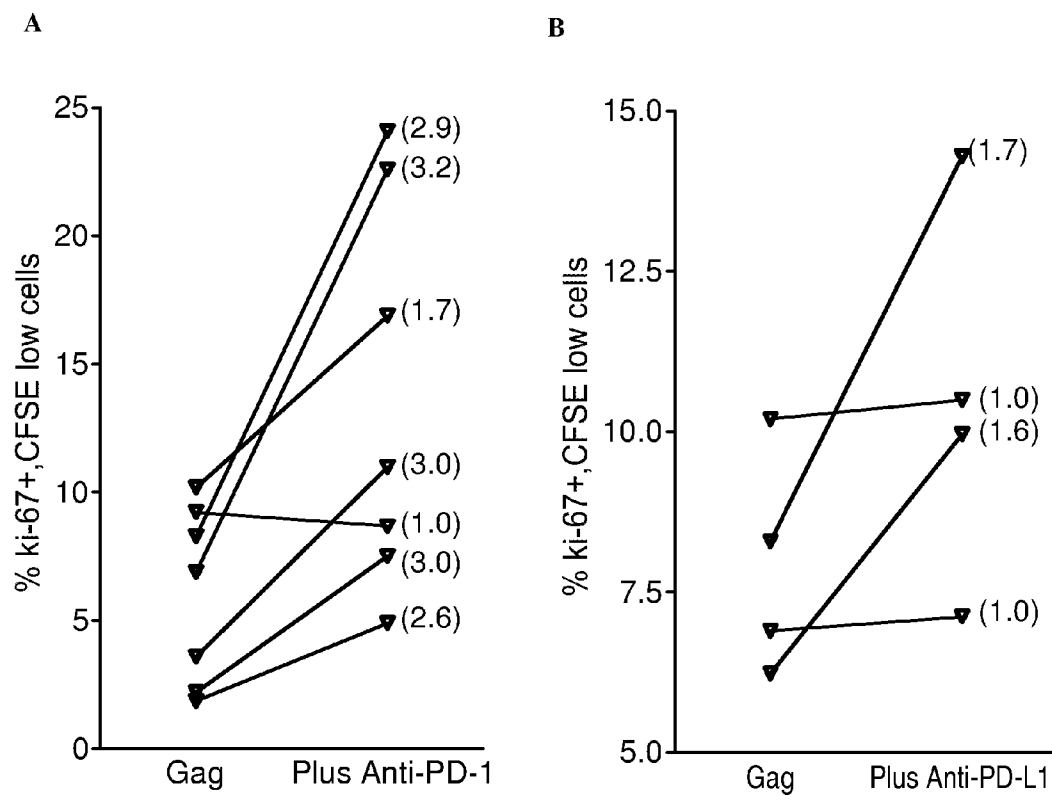 A
% ki-67+,CFSE low cells
25
20
15
10
5
0
(2.9)
(3.2)
(1.7)
(3.0)
(1.0)
(3.0)
(2.6)
Gag
Plus Anti-PD-1
B
% ki-67+,CFSE low cells
15.0
12.5
10.0
7.5
5.0
(1.7)
(1.0)
(1.6)
(1.0)
Gag
Plus Anti-PD-L1